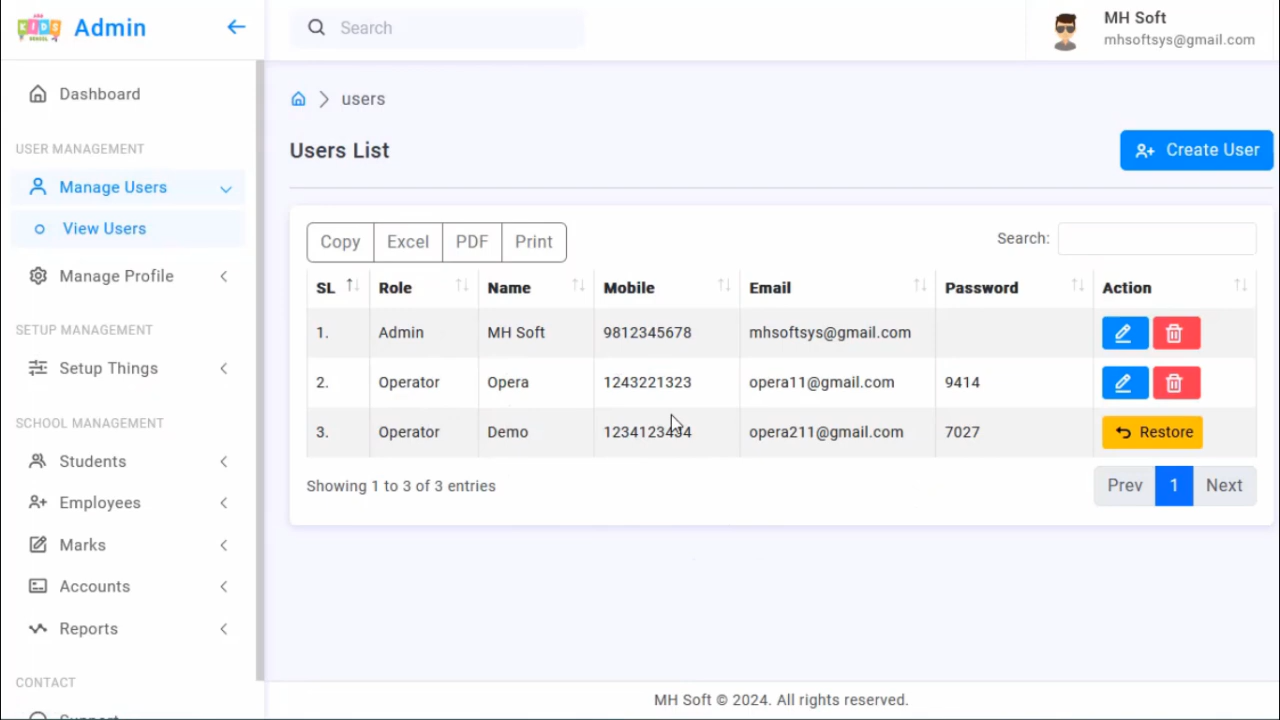 KIDS
SCHOOL
Admin
Search
MH Soft
mhsoftsys@gmail.com
Dashboard
USER MANAGEMENT
Manage Users
View Users
Manage Profile
SETUP MANAGEMENT
Setup Things
SCHOOL MANAGEMENT
Students
Employees
Marks
Accounts
Reports
CONTACT
Support
users
Users List
Create User
Copy Excel PDF Print
Search:
SL Role Name Mobile Email Password Action
1. Admin MH Soft 9812345678 mhsoftsys@gmail.com
2. Operator Opera 1243221323 opera11@gmail.com 9414
3. Operator Demo 1234123434 opera211@gmail.com 7027 Restore
Showing 1 to 3 of 3 entries
Prev 1 Next
MH Soft © 2024. All rights reserved.